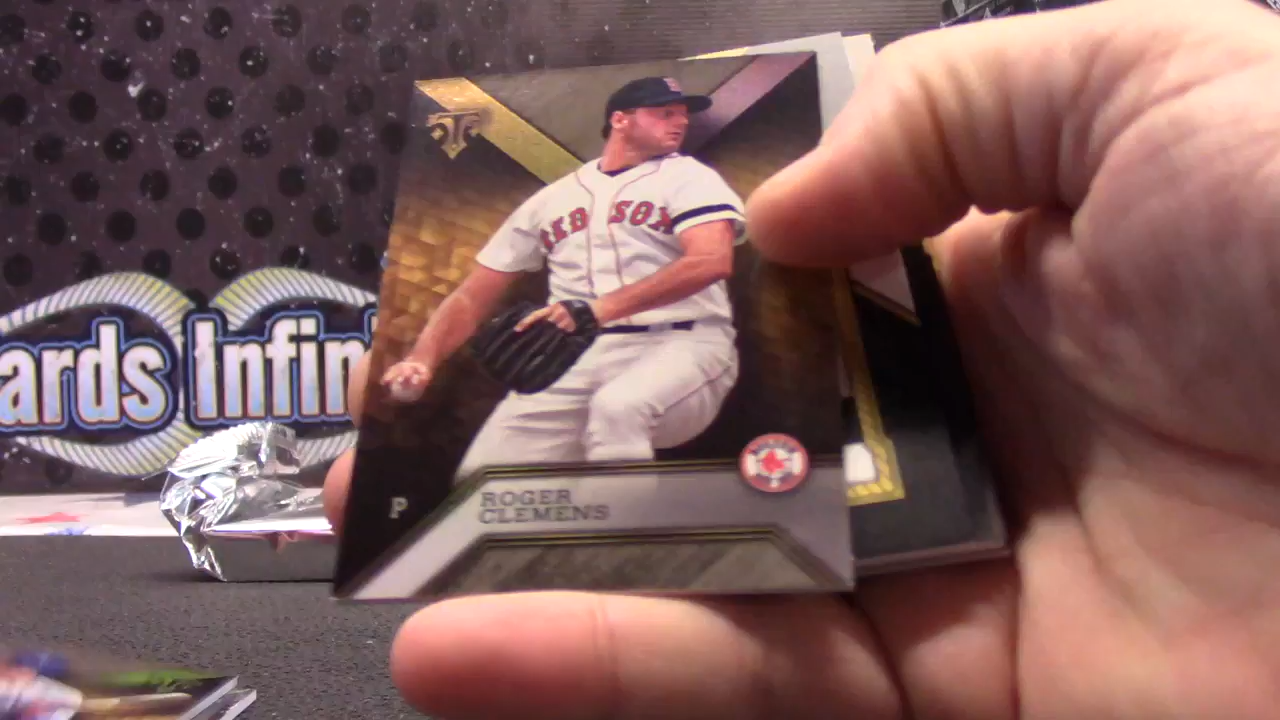 RED SOX
P
ROGER
CLEMENS
ards Infin